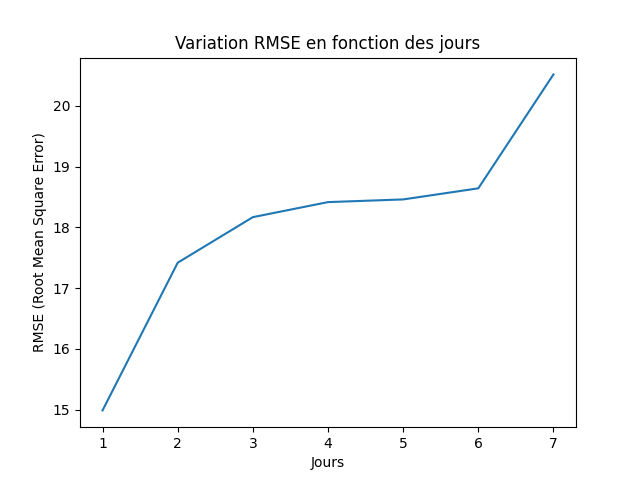 Variation RMSE en fonction des jours
RMSE (Root Mean Square Error)
20
19
18
17
16
15
1 2 3 4 5 6 7
Jours